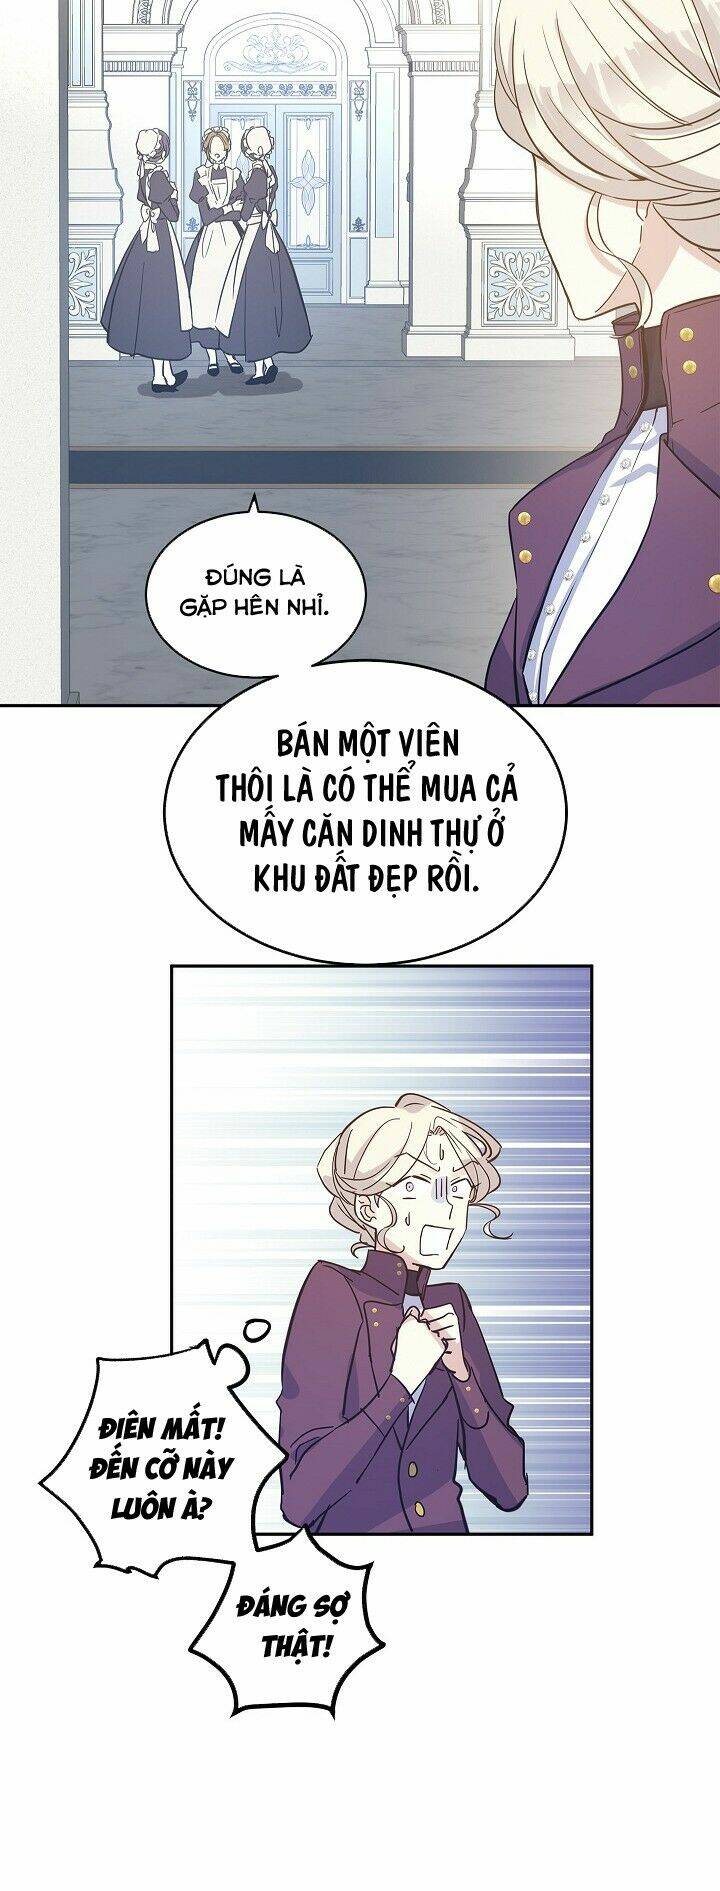 ĐÚNG LÀ
GẶP HÊN NHỈ.
BÁN MỘT VIÊN
THÔI LÀ CÓ THỂ MUA CẢ
MẤY CĂN DINH THỰ Ở
KHU ĐẤT ĐẸP RỒI.
ĐIÊN MẤT!
ĐẾN CỠ NÀY
LUÔN À?
ĐÁNG SỢ
THẬT!